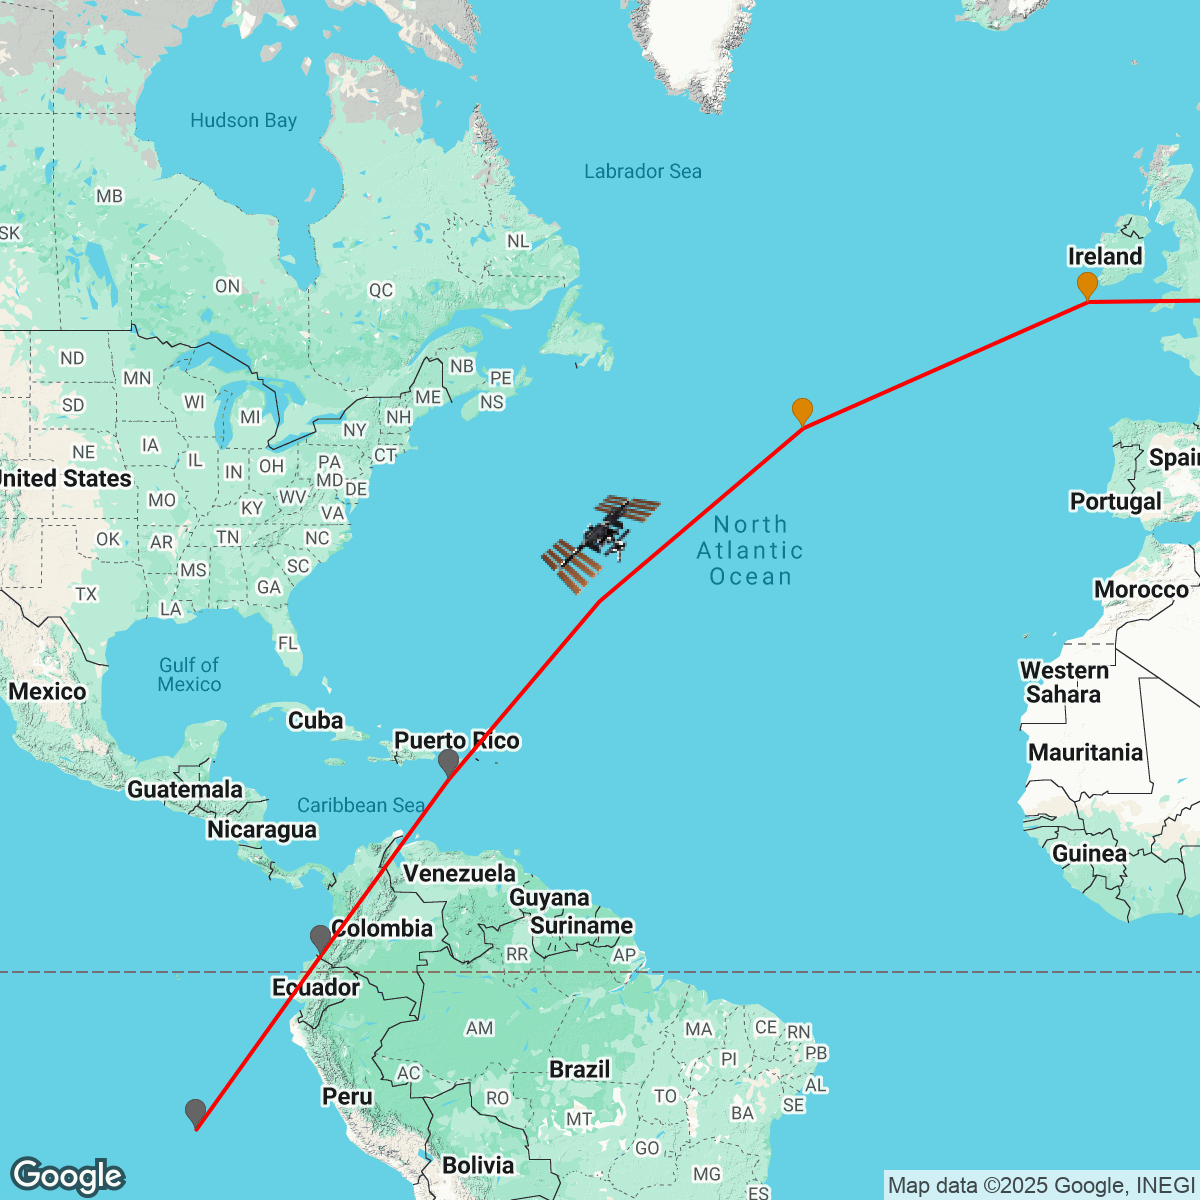 Hudson Bay
Labrador Sea
MB
SK
NL
Ireland
ON
QC
ND
MN
NB
PE
SD
WI
ME
NS
MI
NH
NY
IA
NE
IL
IN
OH
PA
CT
United States
MD
DE
Spain
MO
KY
WV
VA
Portugal
OK
AR
TN
NC
North
Atlantic
Ocean
MS
SC
TX
GA
Morocco
LA
FL
Gulf of
Mexico
Western
Sahara
Mexico
Cuba
Puerto Rico
Mauritania
Guatemala
Caribbean Sea
Nicaragua
Guinea
Venezuela
Guyana
Colombia
Suriname
RR
AP
Ecuador
AM
MA
CE
RN
PI
PB
AC
Brazil
AL
Peru
RO
TO
SE
MT
BA
GO
Bolivia
MG
ES
Google
Map data ©2025 Google, INEGI